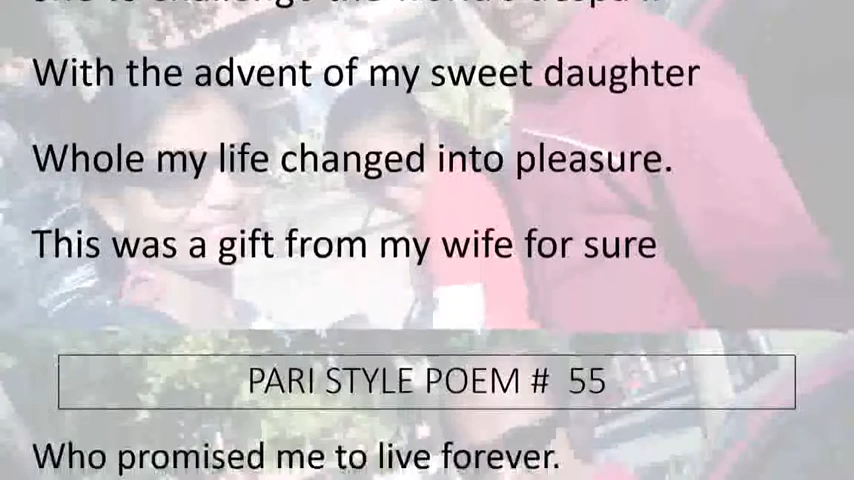 With the advent of my sweet daughter
Whole my life changed into pleasure.
This was a gift from my wife for sure
PARI STYLE POEM # 55
Who promised me to live forever.